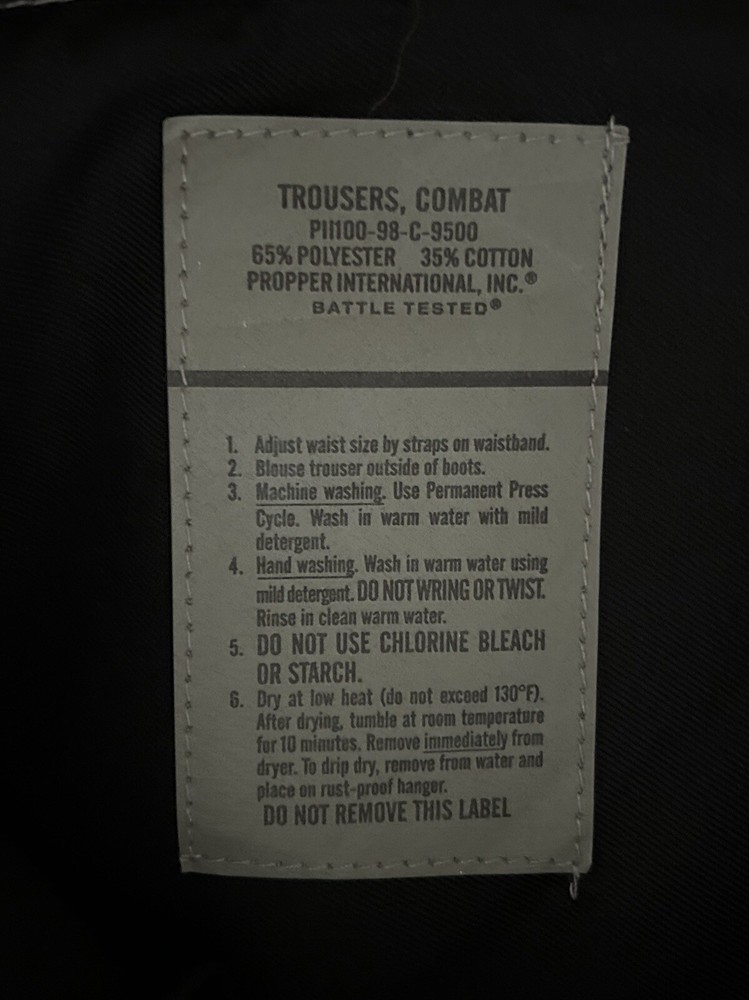 TROUSERS, COMBAT
PI1100-98-C-9500
65% POLYESTER 35% COTTON
PROPPER INTERNATIONAL, INC.®
BATTLE TESTED®
1. Adjust waist size by straps on waistband.
2. Blouse trouser outside of boots.
3. Machine washing. Use Permanent Press
Cycle. Wash in warm water with mild
detergent.
4. Hand washing. Wash in warm water using
mild detergent. DO NOT WRING OR TWIST.
Rinse in clean warm water.
5. DO NOT USE CHLORINE BLEACH
OR STARCH.
6. Dry at low heat (do not exceed 130°F).
After drying, tumble at room temperature
for 10 minutes. Remove immediately from
dryer. To drip dry, remove from water and
place on rust-proof hanger.
DO NOT REMOVE THIS LABEL